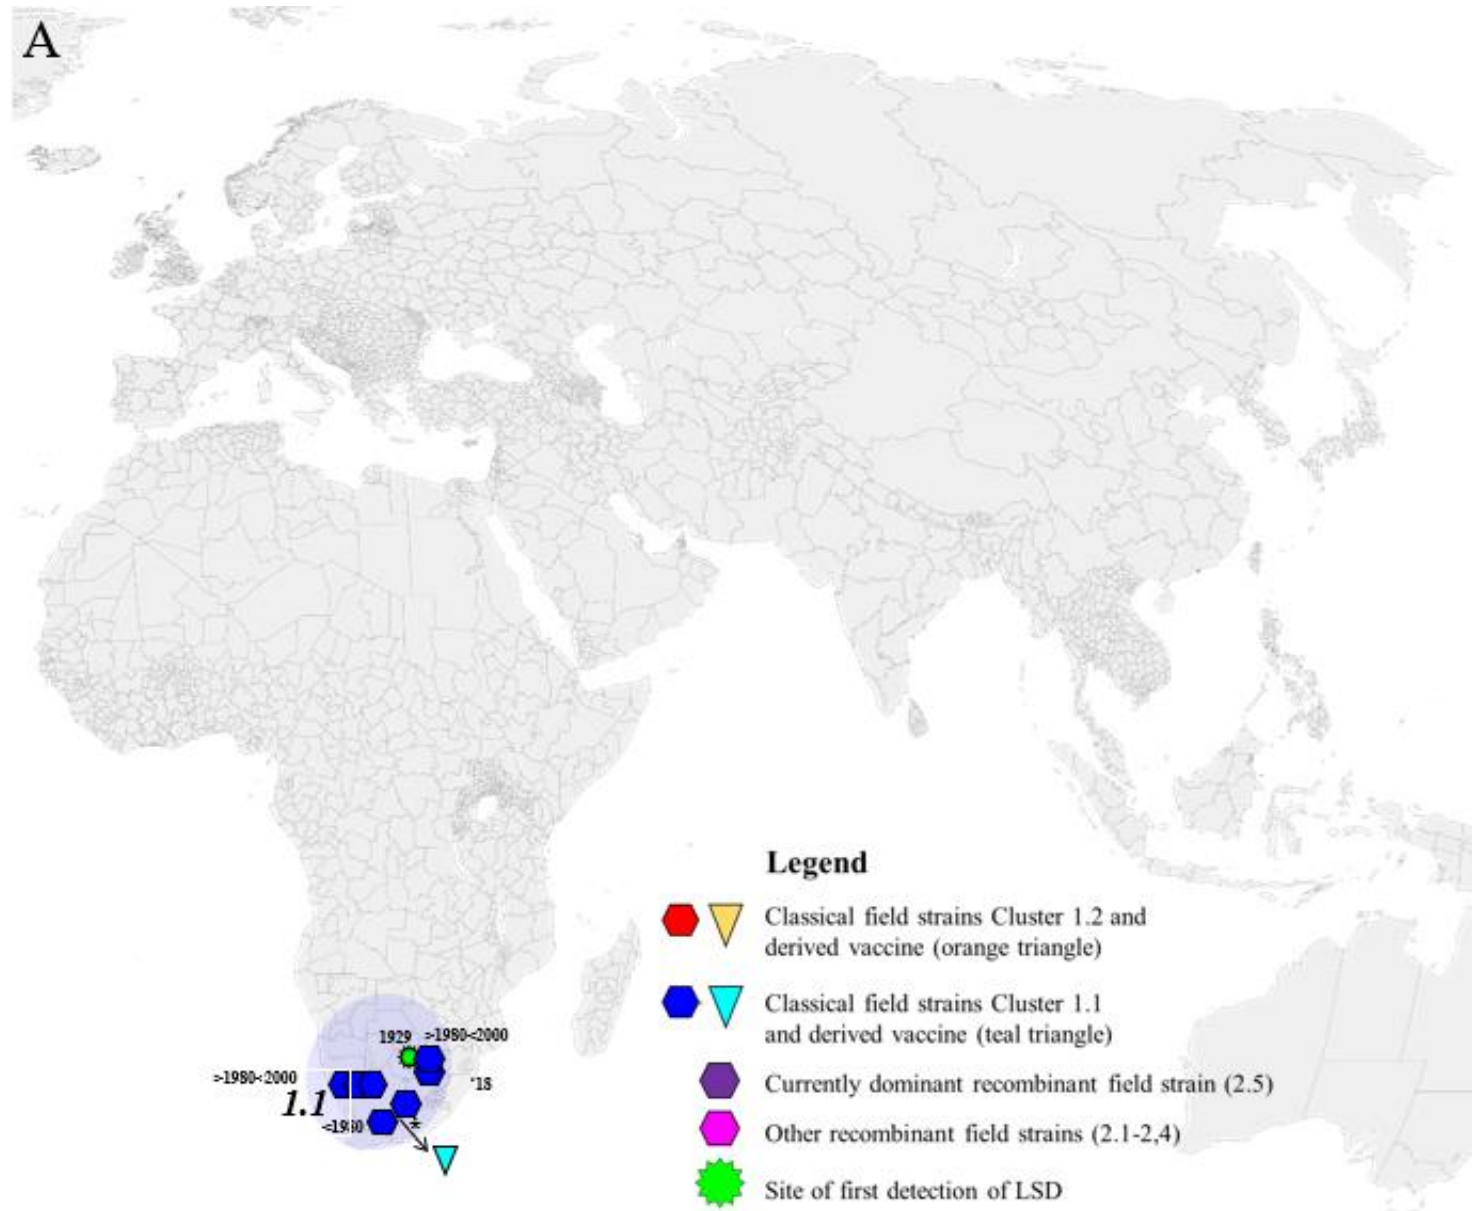 A
1929 >1980<2000
>1980<2000
'18
1.1
*
Legend
Classical field strains Cluster 1.2 and
derived vaccine (orange triangle)
Classical field strains Cluster 1.1
and derived vaccine (teal triangle)
Currently dominant recombinant field strain (2.5)
Other recombinant field strains (2.1-2,4)
Site of first detection of LSD